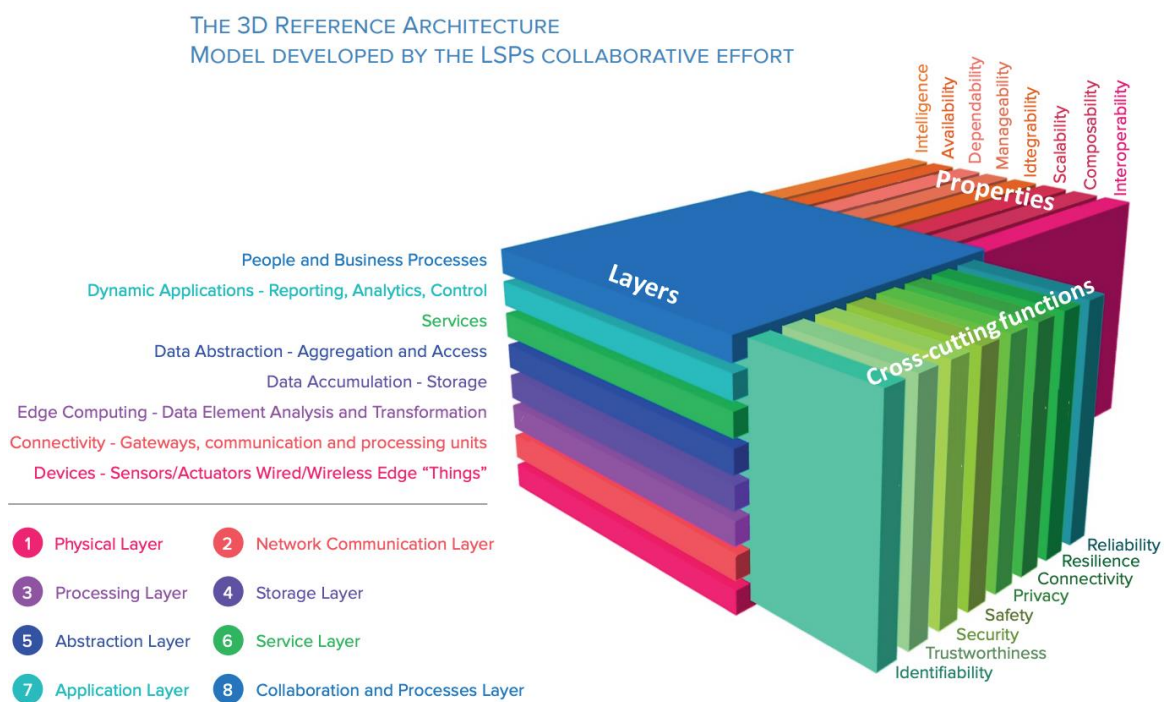 THE 3D REFERENCE ARCHITECTURE
MODEL DEVELOPED BY THE LSPS COLLABORATIVE EFFORT
Intelligence
Availability
Dependability
Manageability
Idtegrability
Scalability
Composability
Interoperability
Properties
Layers
Cross-cutting functions
People and Business Processes
Dynamic Applications - Reporting, Analytics, Control
Services
Data Abstraction - Aggregation and Access
Data Accumulation - Storage
Edge Computing - Data Element Analysis and Transformation
Connectivity - Gateways, communication and processing units
Devices - Sensors/Actuators Wired/Wireless Edge “Things”
1 Physical Layer
2 Network Communication Layer
3 Processing Layer
4 Storage Layer
5 Abstraction Layer
6 Service Layer
7 Application Layer
8 Collaboration and Processes Layer
Reliability
Resilience
Connectivity
Privacy
Safety
Security
Trustworthiness
Identifiability